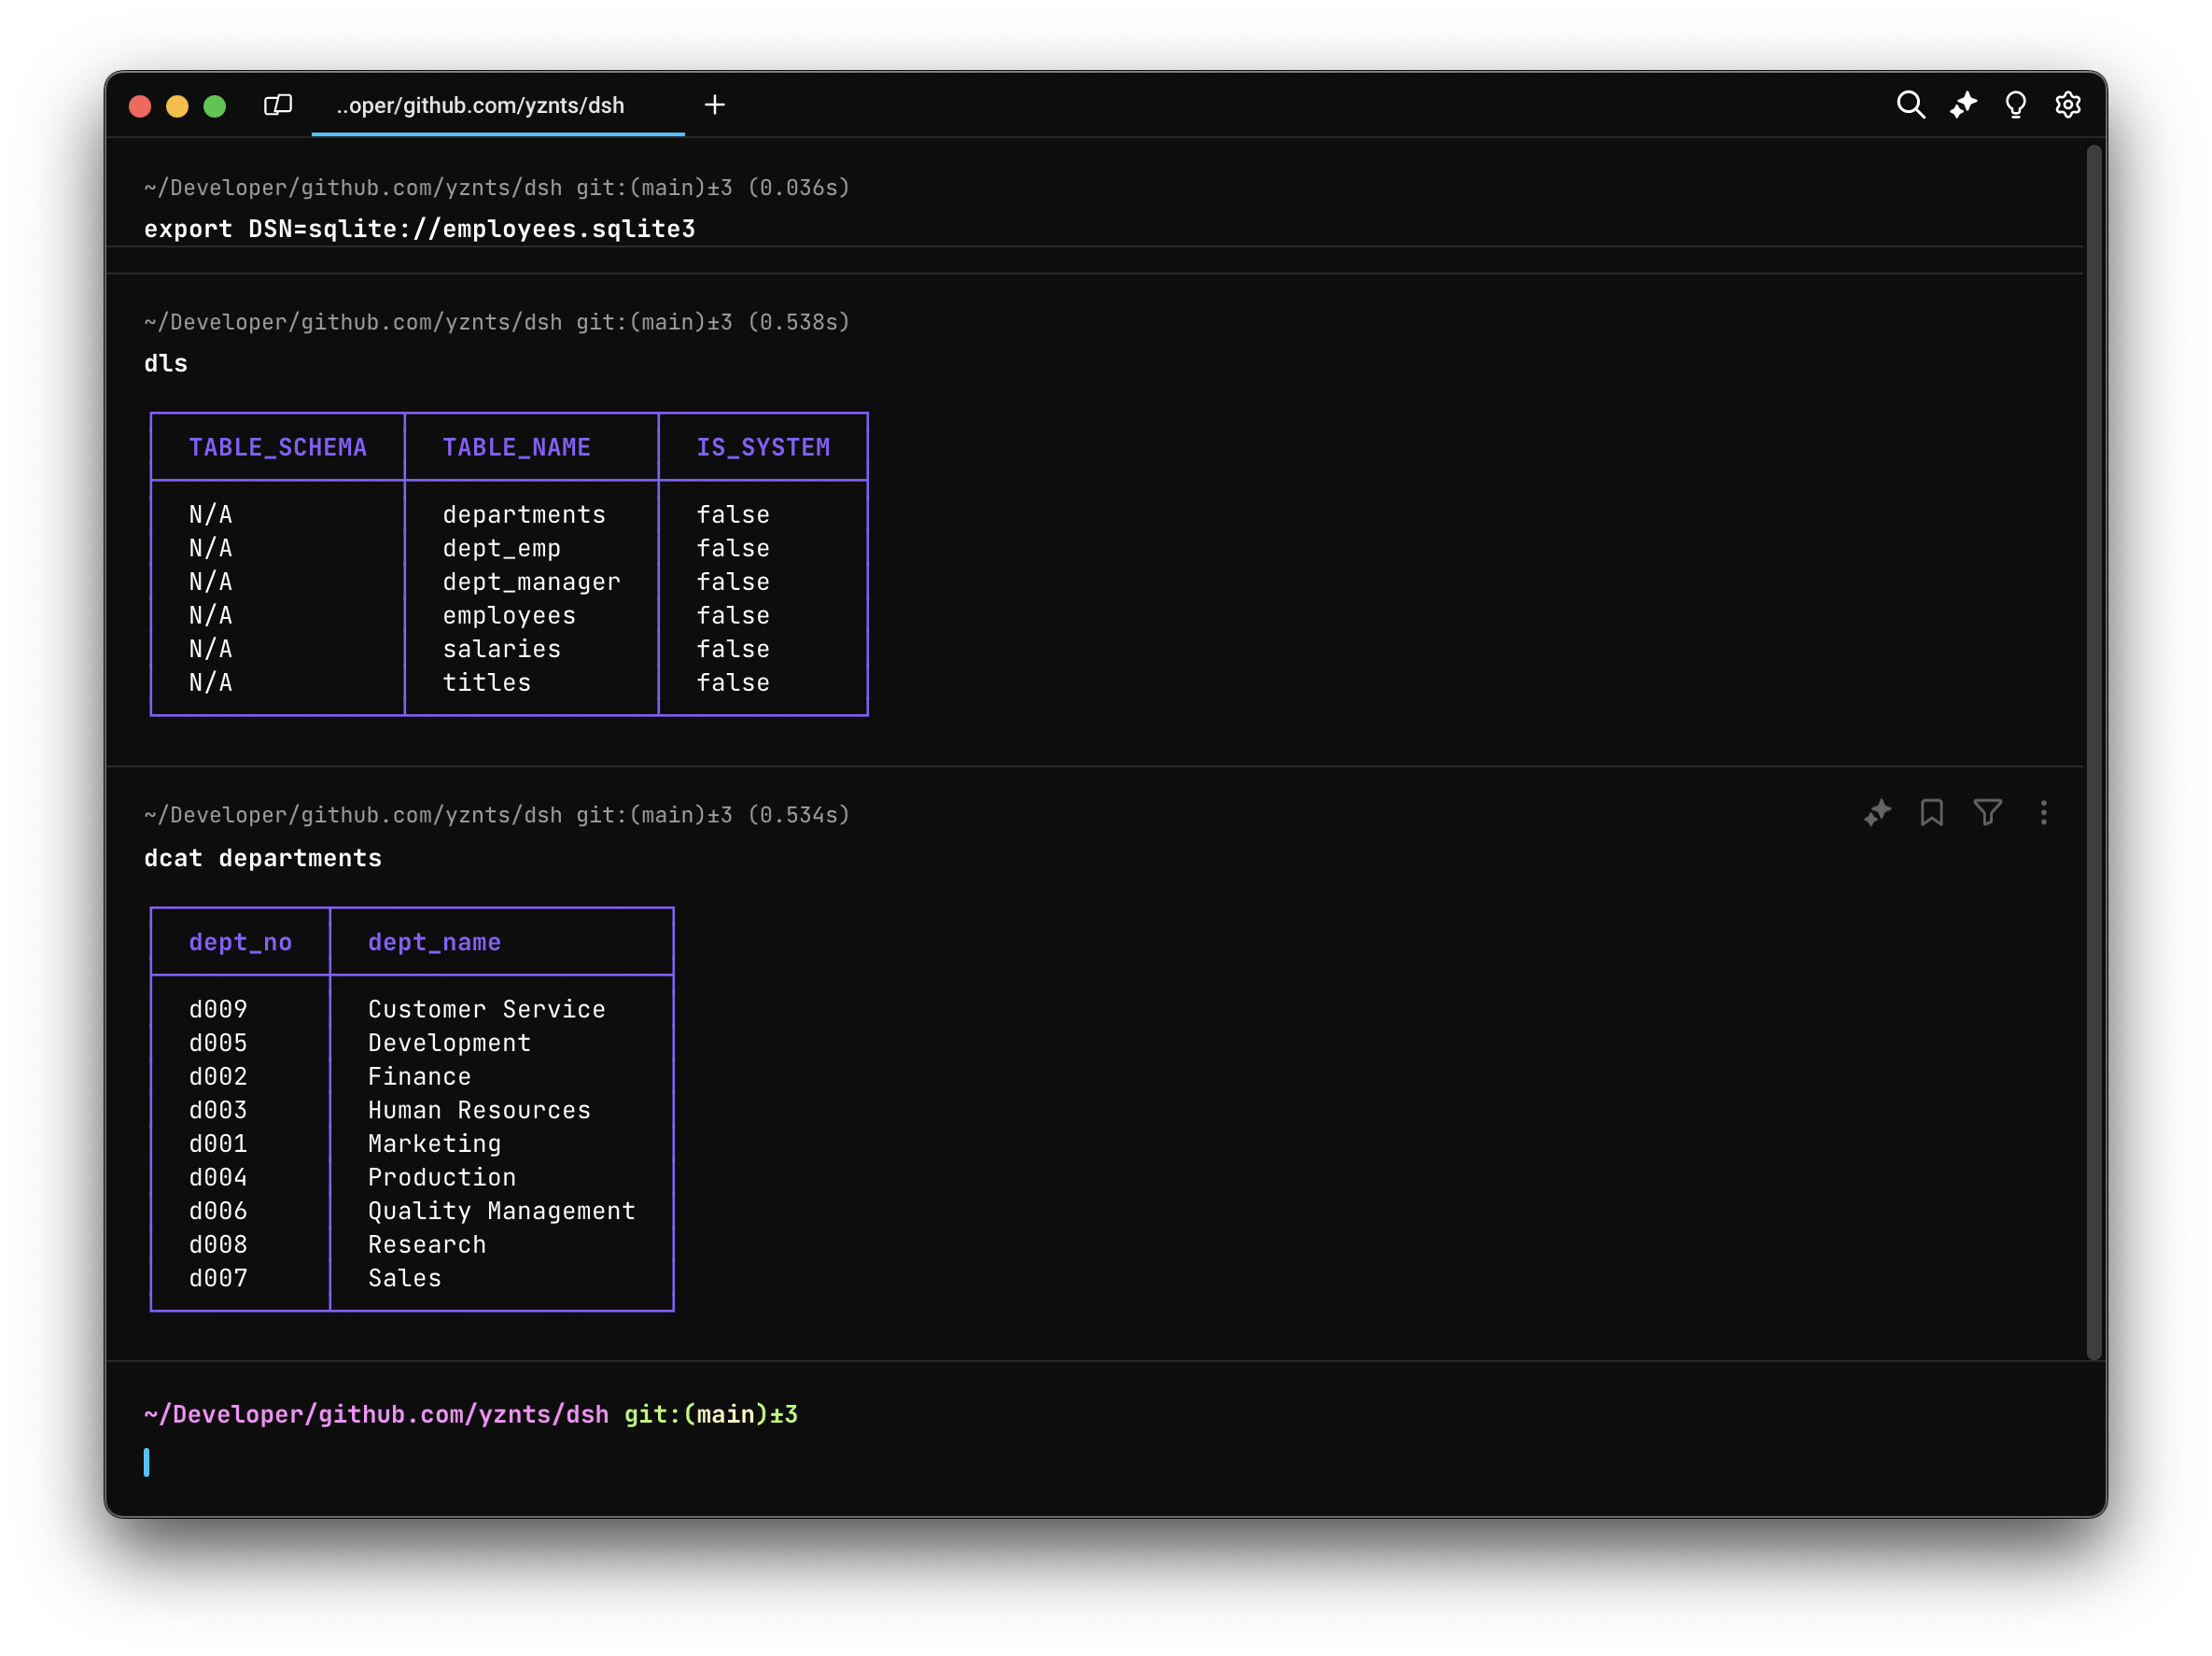 ..oper/github.com/yznts/dsh
~/Developer/github.com/yznts/dsh git:(main)±3 (0.036s)
export DSN=sqlite://employees.sqlite3
~/Developer/github.com/yznts/dsh git:(main)±3 (0.538s)
dls
TABLE_SCHEMA TABLE_NAME IS_SYSTEM
N/A departments false
N/A dept_emp false
N/A dept_manager false
N/A employees false
N/A salaries false
N/A titles false
~/Developer/github.com/yznts/dsh git:(main)±3 (0.534s)
dcat departments
dept_no dept_name
d009 Customer Service
d005 Development
d002 Finance
d003 Human Resources
d001 Marketing
d004 Production
d006 Quality Management
d008 Research
d007 Sales
~/Developer/github.com/yznts/dsh git:(main)±3